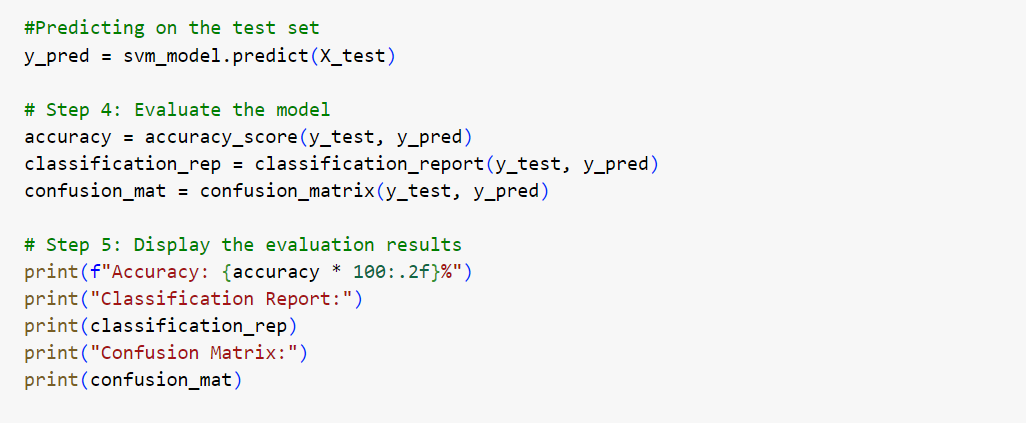 #Predicting on the test set
y_pred = svm_model.predict(X_test)
# Step 4: Evaluate the model
accuracy = accuracy_score(y_test, y_pred)
classification_rep = classification_report(y_test, y_pred)
confusion_mat = confusion_matrix(y_test, y_pred)
# Step 5: Display the evaluation results
print(f"Accuracy: {accuracy * 100:.2f}%")
print("Classification Report:")
print(classification_rep)
print("Confusion Matrix:")
print(confusion_mat)